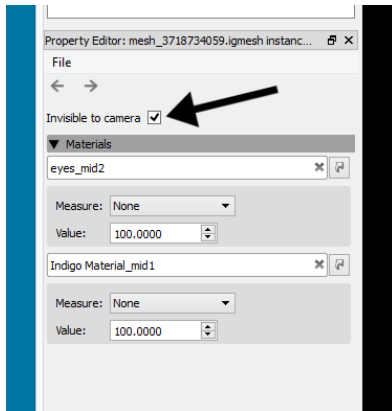 Property Editor: mesh_3718734059.igmesh instanc...
File
Invisible to camera
Materials
eyes_mid2
Measure: None
Value: 100.0000
Indigo Material_mid1
Measure: None
Value: 100.0000